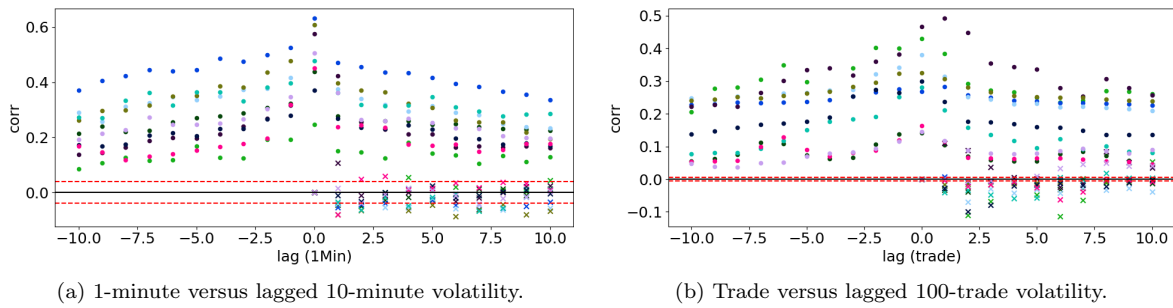 0.6
0.4
0.2
0.0
corr
−10.0 −7.5 −5.0 −2.5 0.0 2.5 5.0 7.5 10.0
lag (1Min)
(a) 1-minute versus lagged 10-minute volatility.
0.5
0.4
0.3
0.2
0.1
0.0
−0.1
corr
−10.0 −7.5 −5.0 −2.5 0.0 2.5 5.0 7.5 10.0
lag (trade)
(b) Trade versus lagged 100-trade volatility.